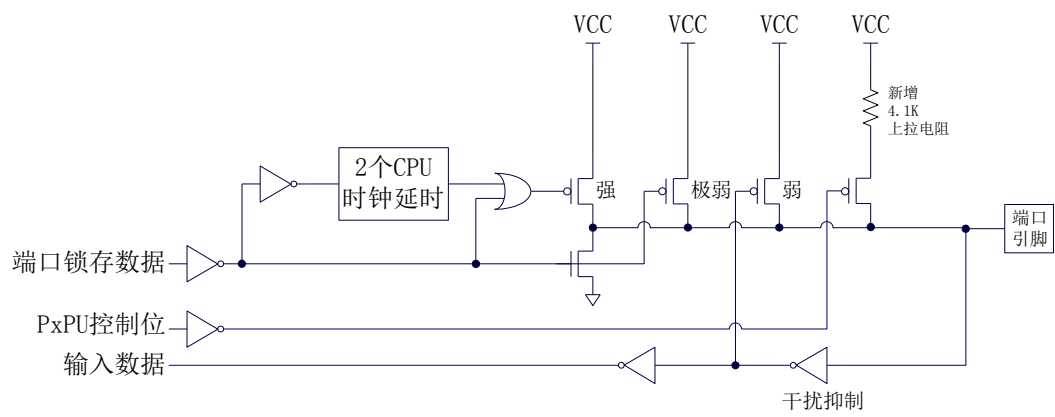 VCC
VCC
VCC
VCC
新增
4.1K
上拉电阻
2个CPU
时钟延时
强
极弱
弱
端口
引脚
端口锁存数据
PxPU控制位
输入数据
干扰抑制